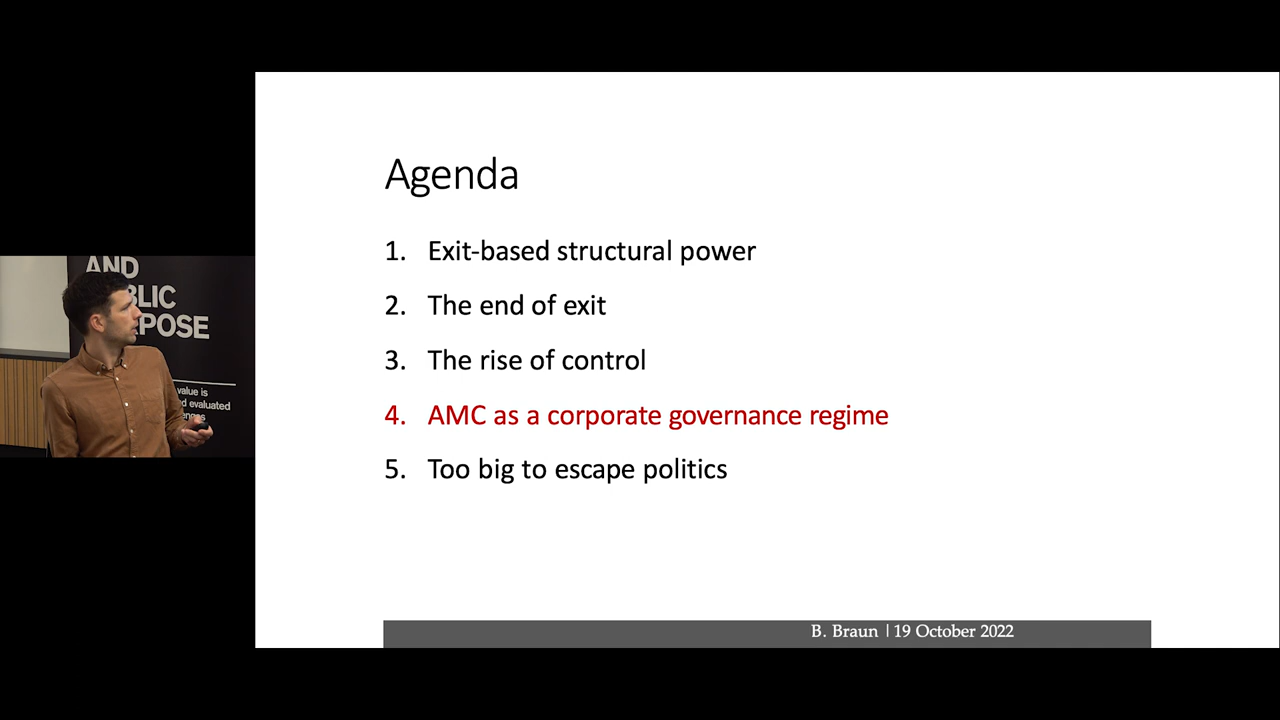 AND
BLIC
POSE
value is
d evaluated
Agenda
1. Exit-based structural power
2. The end of exit
3. The rise of control
4. AMC as a corporate governance regime
5. Too big to escape politics
B. Braun | 19 October 2022